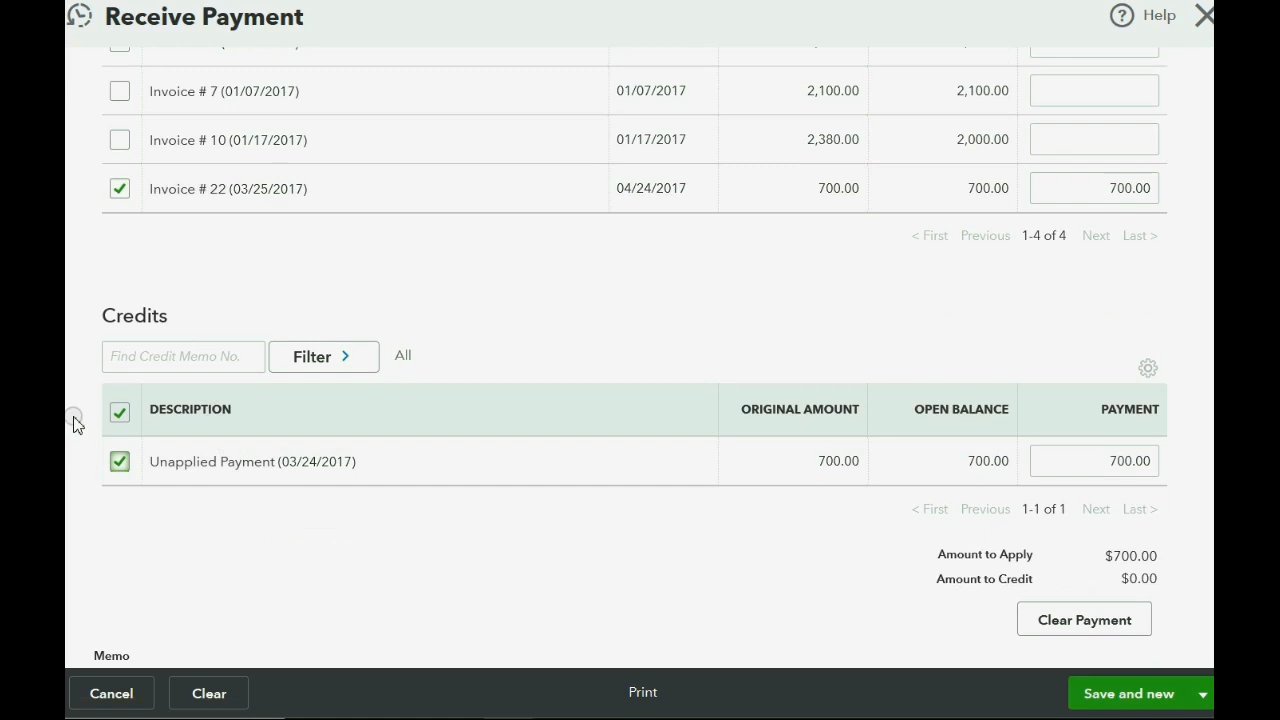 Receive Payment
Help
Invoice # 7 (01/07/2017) 01/07/2017 2,100.00 2,100.00
Invoice # 10 (01/17/2017) 01/17/2017 2,380.00 2,000.00
Invoice # 22 (03/25/2017) 04/24/2017 700.00 700.00 700.00
< First Previous 1-4 of 4 Next Last >
Credits
Find Credit Memo No. Filter > All
DESCRIPTION ORIGINAL AMOUNT OPEN BALANCE PAYMENT
Unapplied Payment (03/24/2017) 700.00 700.00 700.00
< First Previous 1-1 of 1 Next Last >
Amount to Apply $700.00
Amount to Credit $0.00
Clear Payment
Memo
Cancel Clear Print Save and new